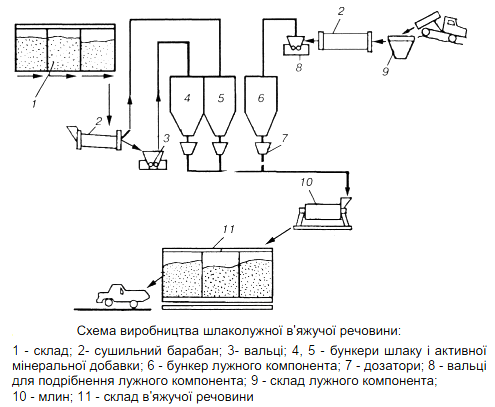 2
1
2
3
4
5
6
7
8
9
10
11
Схема виробництва шлаколужної в'яжучої речовини:
1 - склад; 2- сушильний барабан; 3- вальці; 4, 5 - бункери шлаку і активної
мінеральної добавки; 6 - бункер лужного компонента; 7 - дозатори; 8 - вальці
для подрібнення лужного компонента; 9 - склад лужного компонента;
10 - млин; 11 - склад в'яжучої речовини